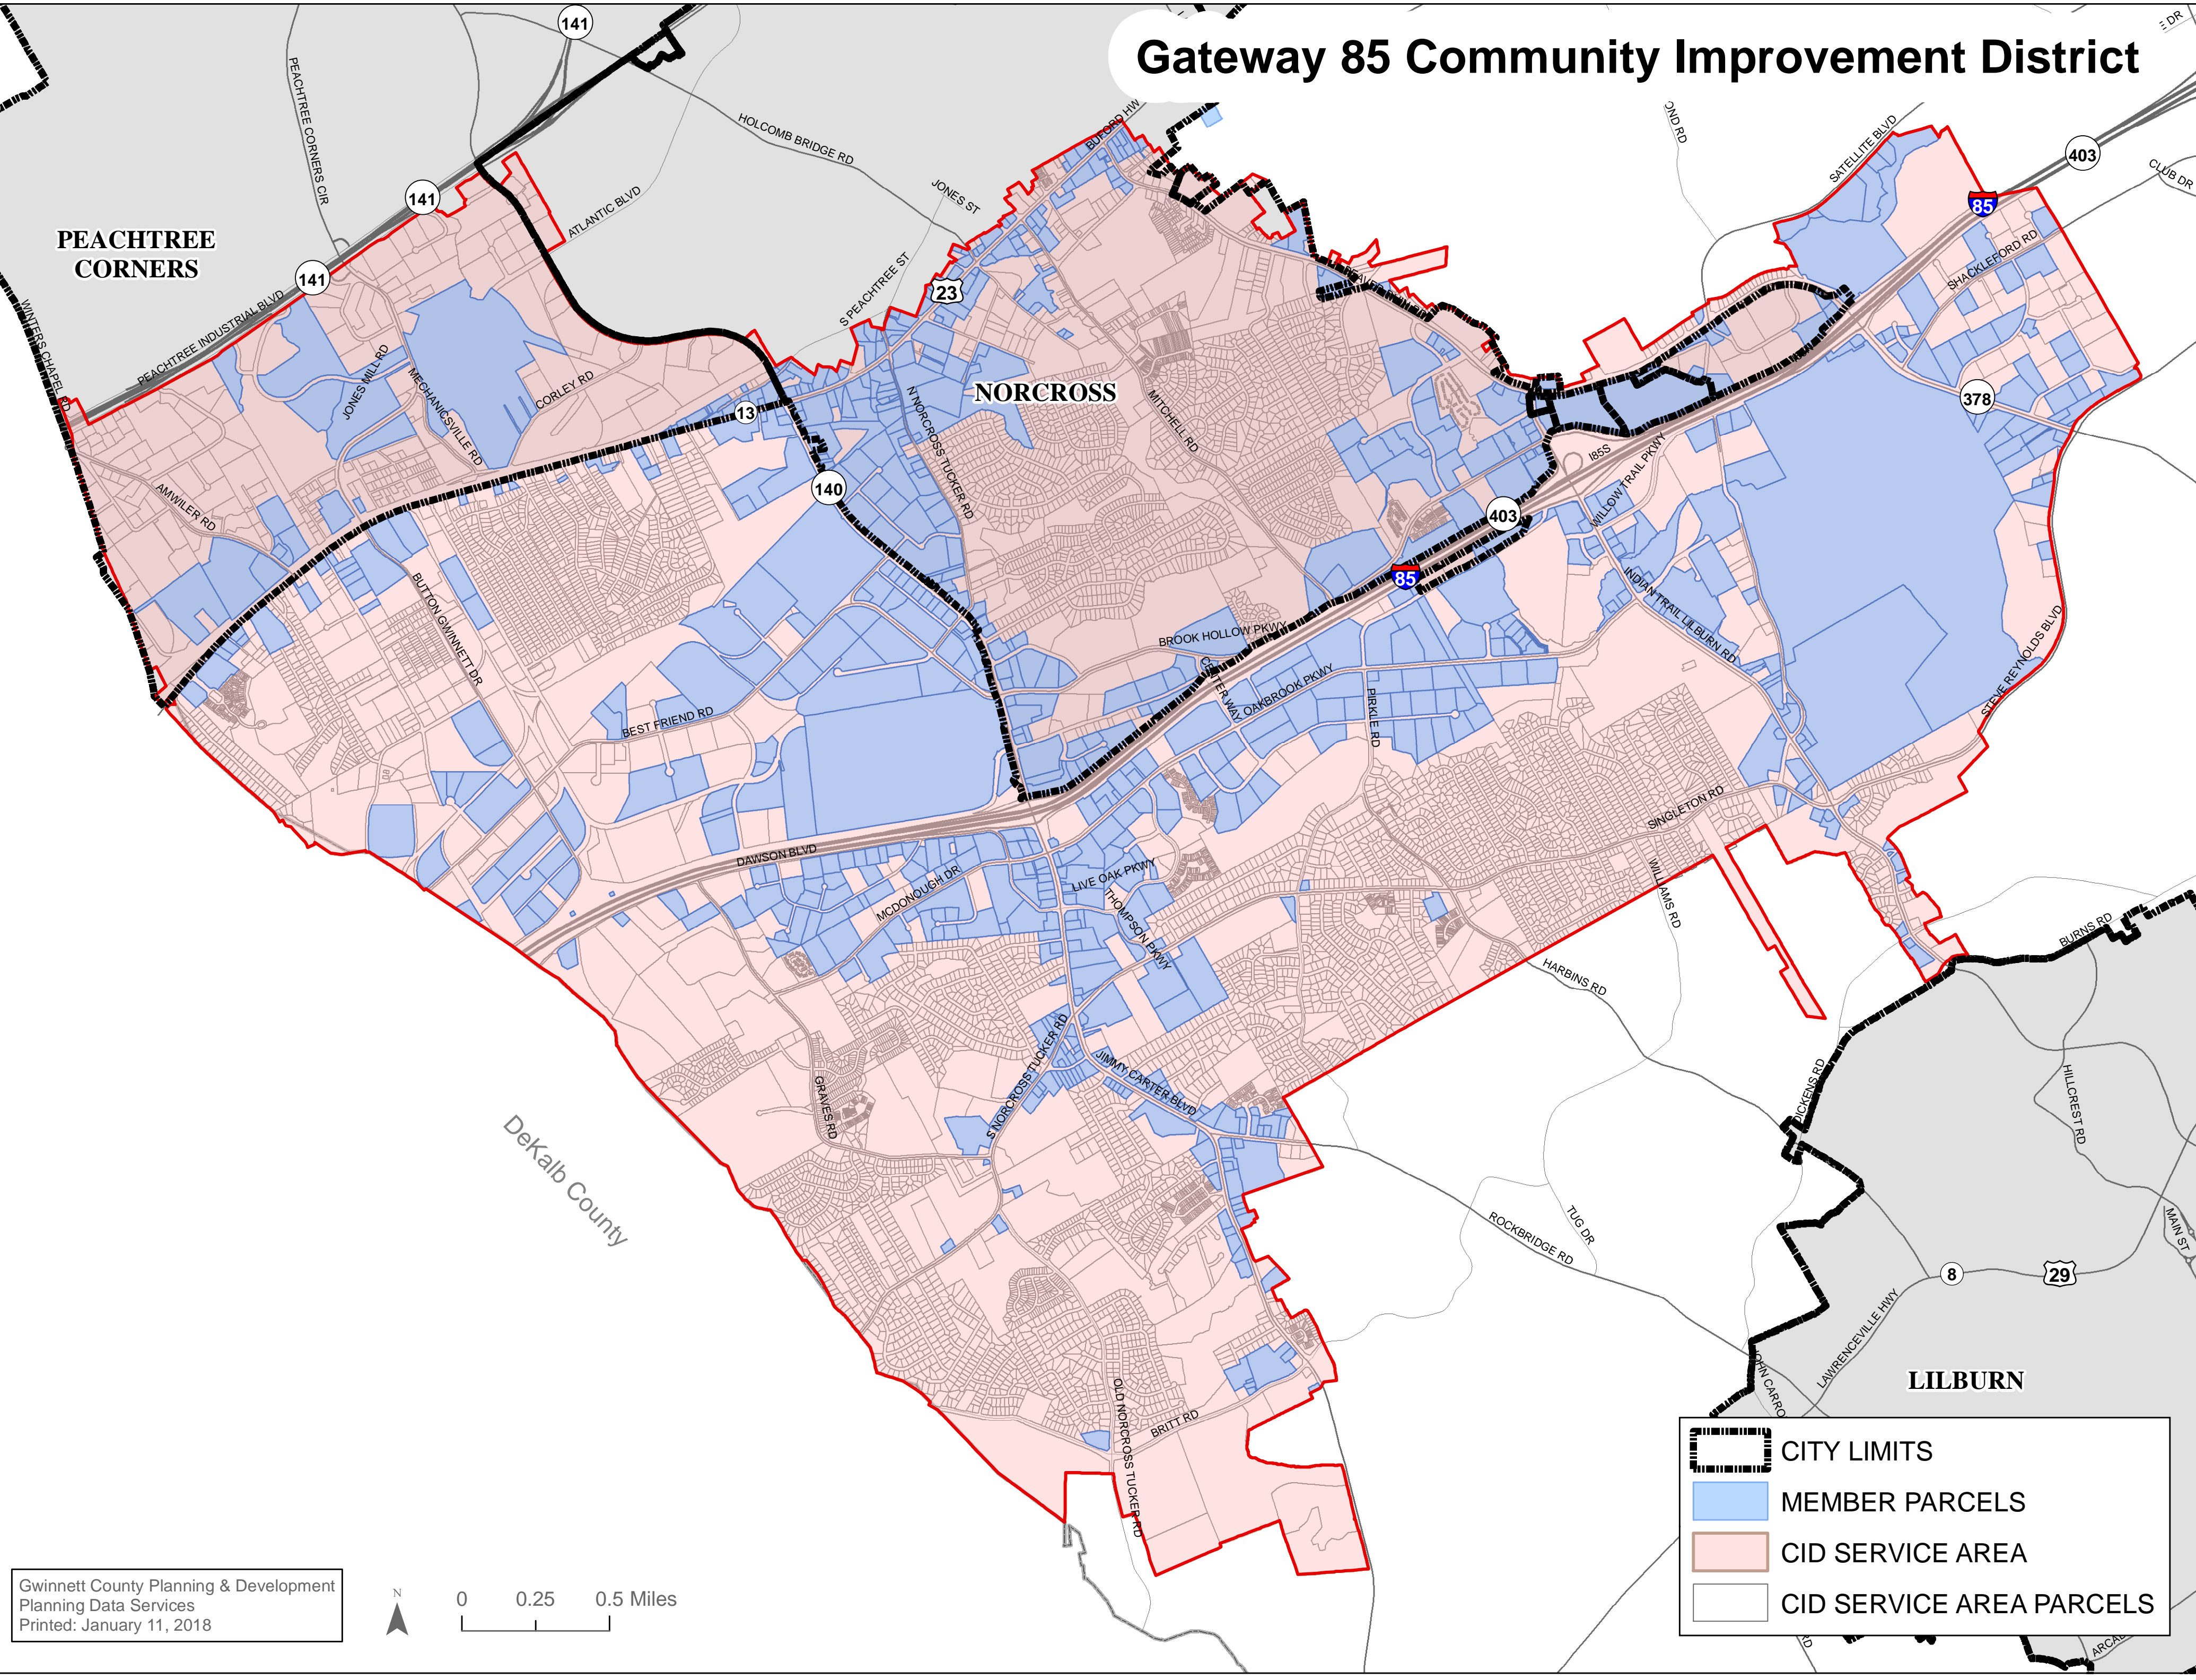 Gateway 85 Community Improvement District
141
PEACHTREE CORNERS CIR
HOLCOMB BRIDGE RD
BUFORD HW
OND RD
SATELLITE BLVD
E DR
403
CLUB DR
141
ATLANTIC BLVD
JONES ST
85
PEACHTREE
CORNERS
141
S PEACHTREE ST
23
SHACKLEFORD RD
WINTERS CHAPEL RD
PEACHTREE INDUSTRIAL BLVD
JONES MILL RD
MECHANICSVILLE RD
CORLEY RD
13
NORCROSS
N NORCROSS TUCKER RD
MITCHELL RD
378
AMWILER RD
140
I85S
WILLOW TRAIL PKWY
403
85
BUTTON GWINNETT DR
INDIAN TRAIL LILBURN RD
BROOK HOLLOW PKWY
OAKBROOK PKWY
PIRKLE RD
STEVE REYNOLDS BLVD
BEST FRIEND RD
SINGLETON RD
DAWSON BLVD
MCDONOUGH DR
LIVE OAK PKWY
THOMPSON PKWY
WILLIAMS RD
HARBINS RD
BURNS RD
GRAVES RD
S NORCROSS TUCKER RD
JIMMY CARTER BLVD
DICKENS RD
HILLCREST RD
DeKalb County
ROCKBRIDGE RD
TUG DR
MAIN ST
8
29
LAWRENCEVILLE HWY
JOHN CARRO
LILBURN
OLD NORCROSS TUCKER RD
BRITT RD
CITY LIMITS
MEMBER PARCELS
CID SERVICE AREA
CID SERVICE AREA PARCELS
RD
ARCAD
Gwinnett County Planning & Development
Planning Data Services
Printed: January 11, 2018
N
0 0.25 0.5 Miles